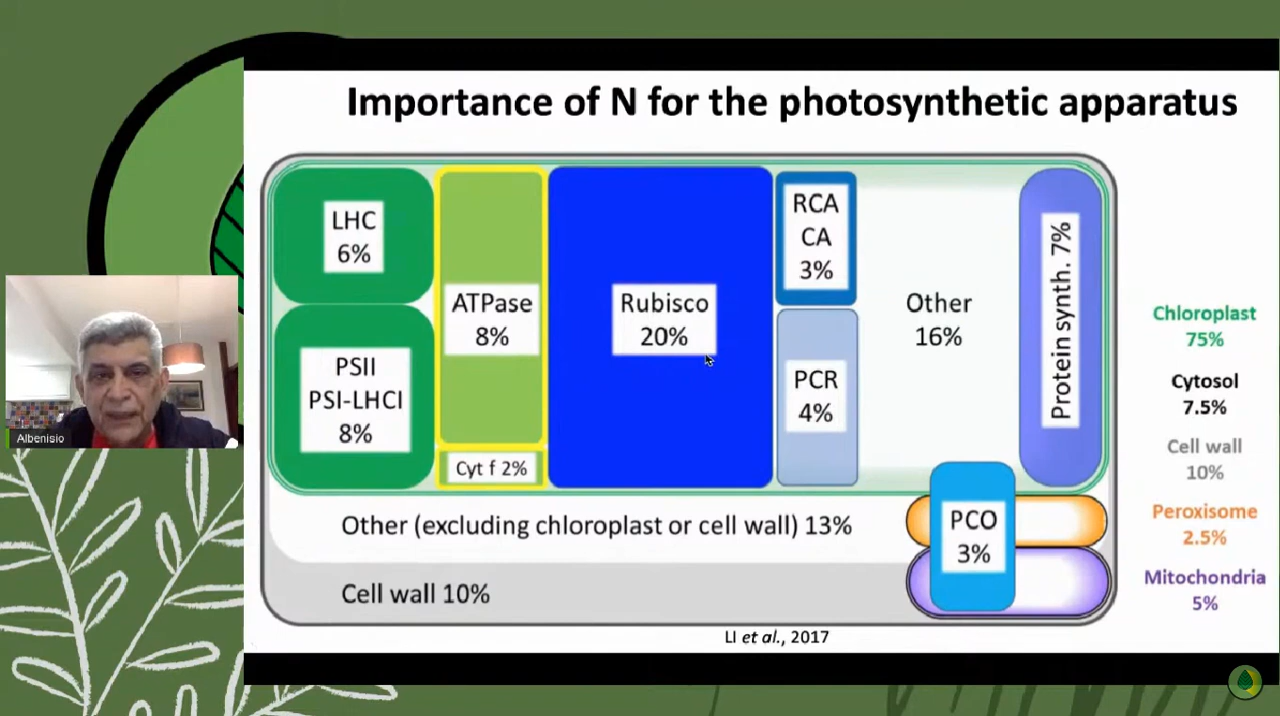 Importance of N for the photosynthetic apparatus
LHC
6%
PSII
PSI-LHCI
8%
ATPase
8%
Cyt f 2%
Rubisco
20%
RCA
CA
3%
PCR
4%
Other
16%
Protein synth. 7%
Other (excluding chloroplast or cell wall) 13%
PCO
3%
Cell wall 10%
Chloroplast
75%
Cytosol
7.5%
Cell wall
10%
Peroxisome
2.5%
Mitochondria
5%
LI et al., 2017
Albenisio